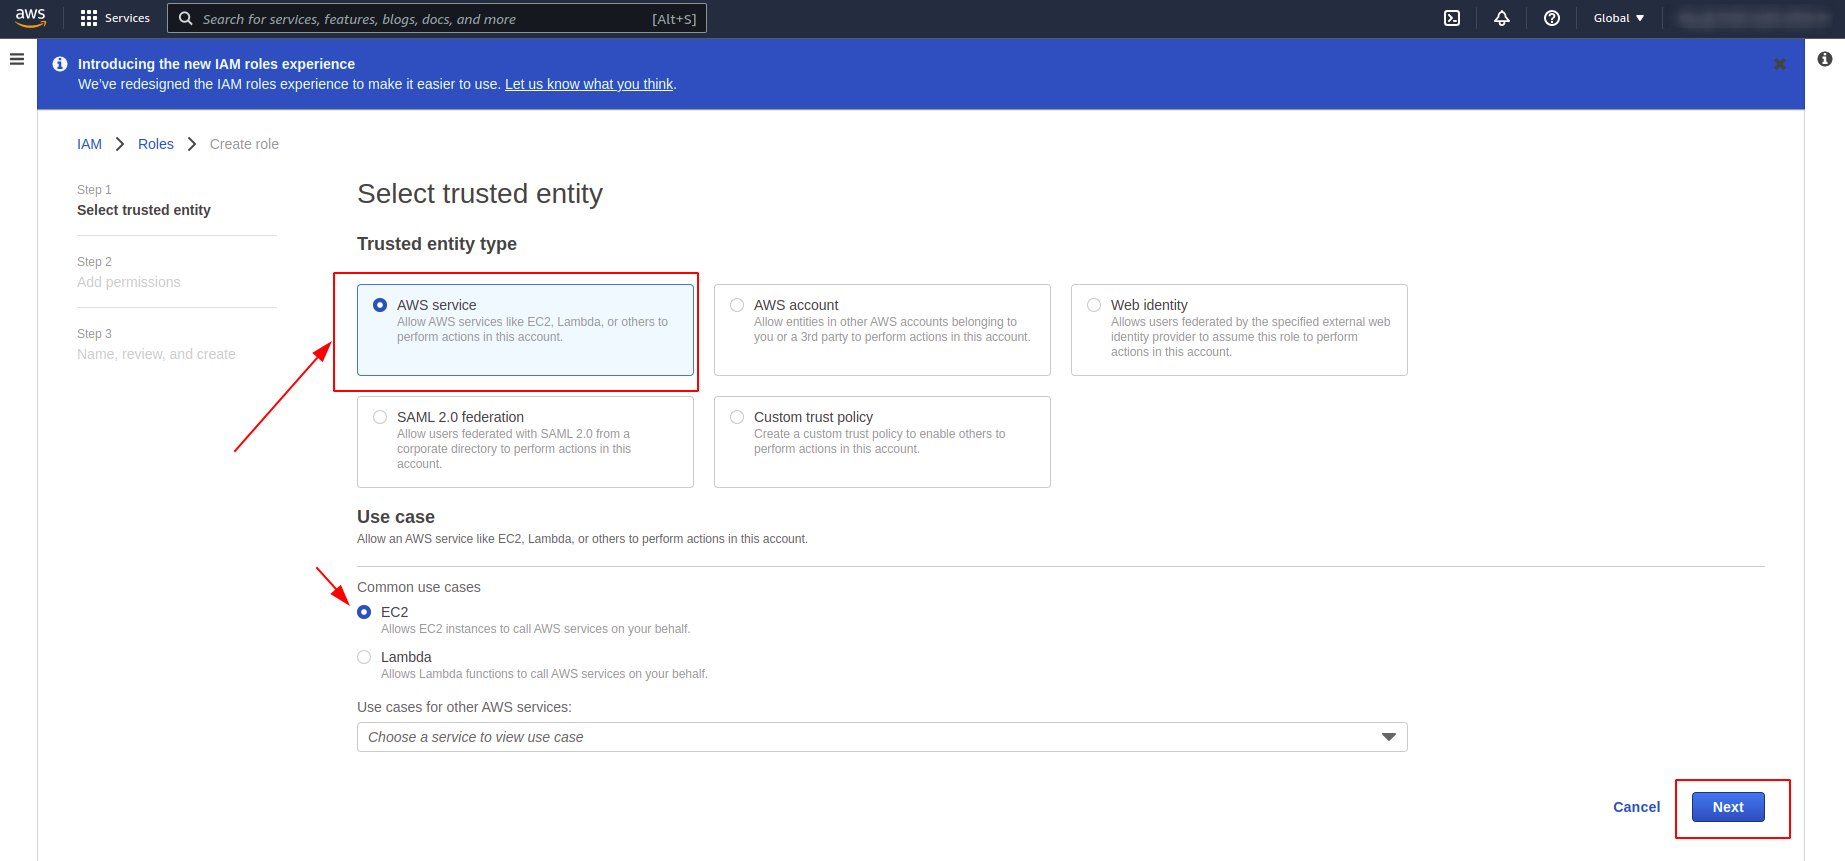 aws
Services
Search for services, features, blogs, docs, and more
[Alt+S]
Global
Introducing the new IAM roles experience
We've redesigned the IAM roles experience to make it easier to use. Let us know what you think.
IAM
Roles
Create role
Step 1
Select trusted entity
Step 2
Add permissions
Step 3
Name, review, and create
Select trusted entity
Trusted entity type
AWS service
Allow AWS services like EC2, Lambda, or others to
perform actions in this account.
AWS account
Allow entities in other AWS accounts belonging to
you or a 3rd party to perform actions in this account.
Web identity
Allows users federated by the specified external web
identity provider to assume this role to perform
actions in this account.
SAML 2.0 federation
Allow users federated with SAML 2.0 from a
corporate directory to perform actions in this
account.
Custom trust policy
Create a custom trust policy to enable others to
perform actions in this account.
Use case
Allow an AWS service like EC2, Lambda, or others to perform actions in this account.
Common use cases
EC2
Allows EC2 instances to call AWS services on your behalf.
Lambda
Allows Lambda functions to call AWS services on your behalf.
Use cases for other AWS services:
Choose a service to view use case
Cancel
Next